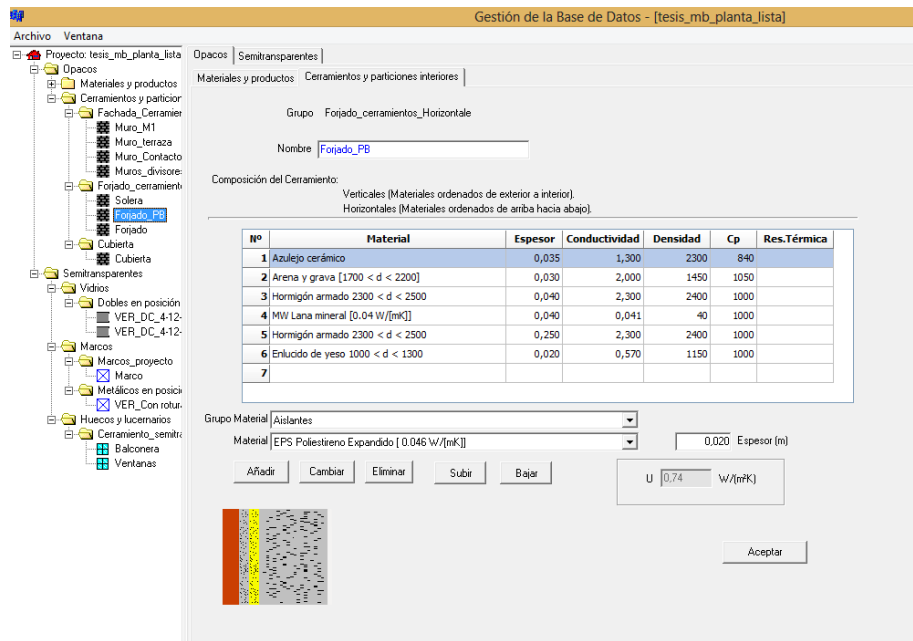 Gestión de la Base de Datos - [tesis_mb_planta_lista]
Archivo Ventana
Proyecto: tesis_mb_planta_lista
Opacos
Materiales y productos
Cerramientos y particior
Fachada_Cerramier
Muro_M1
Muro_terraza
Muro_Contacto
Muros_divisore
Forjado_cerramient
Solera
Forjado_PB
Forjado
Cubierta
Cubierta
Semitransparentes
Vidrios
Dobles en posición
VER_DC_4-12-
VER_DC_4-12-
Marcos
Marcos_proyecto
Marco
Metálicos en posici
VER_Con rotur
Huecos y lucernarios
Cerramiento_semitra
Balconera
Ventanas
Opacos Semitransparentes
Materiales y productos Cerramientos y particiones interiores
Grupo Forjado_cerramientos_Horizontale
Nombre Forjado_PB
Composición del Cerramiento:
Verticales (Materiales ordenados de exterior a interior).
Horizontales (Materiales ordenados de arriba hacia abajo).
Nº Material Espesor Conductividad Densidad Cp Res.Térmica
1 Azulejo cerámico 0,035 1,300 2300 840
2 Arena y grava [1700 < d < 2200] 0,030 2,000 1450 1050
3 Hormigón armado 2300 < d < 2500 0,040 2,300 2400 1000
4 MW Lana mineral [0.04 W/[mK]] 0,040 0,041 40 1000
5 Hormigón armado 2300 < d < 2500 0,250 2,300 2400 1000
6 Enlucido de yeso 1000 < d < 1300 0,020 0,570 1150 1000
7
Grupo Material Aislantes
Material EPS Poliestireno Expandido [ 0.046 W/[mK]] 0,020 Espesor (m)
Añadir Cambiar Eliminar Subir Bajar
U 0,74 W/(m²K)
Aceptar